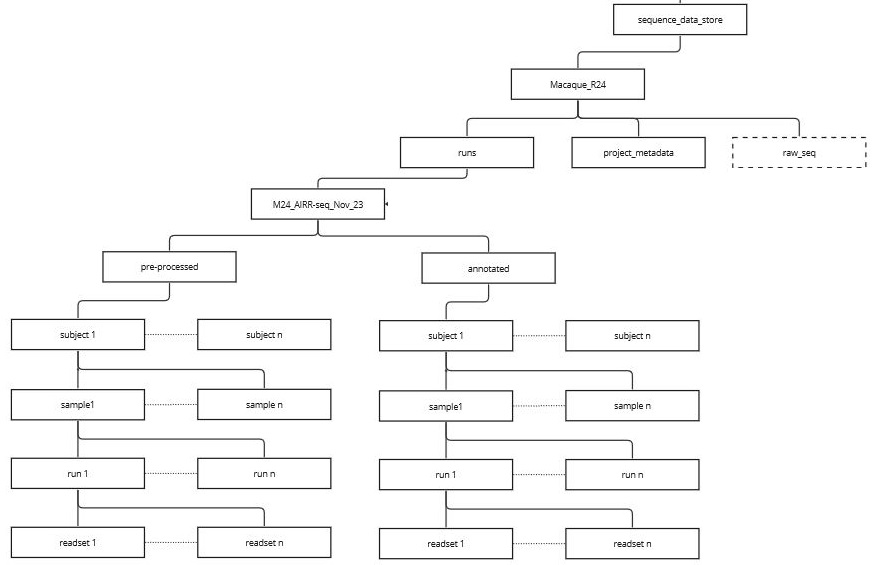 sequence_data_store
Macaque_R24
runs
project_metadata
raw_seq
M24_AIRR-seq_Nov_23
pre-processed
annotated
subject 1
subject n
subject 1
subject n
sample1
sample n
sample1
sample n
run 1
run n
run 1
run n
readset 1
readset n
readset 1
readset n